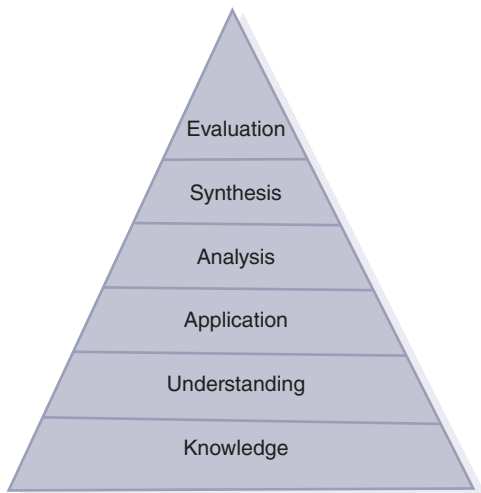 Evaluation
Synthesis
Analysis
Application
Understanding
Knowledge